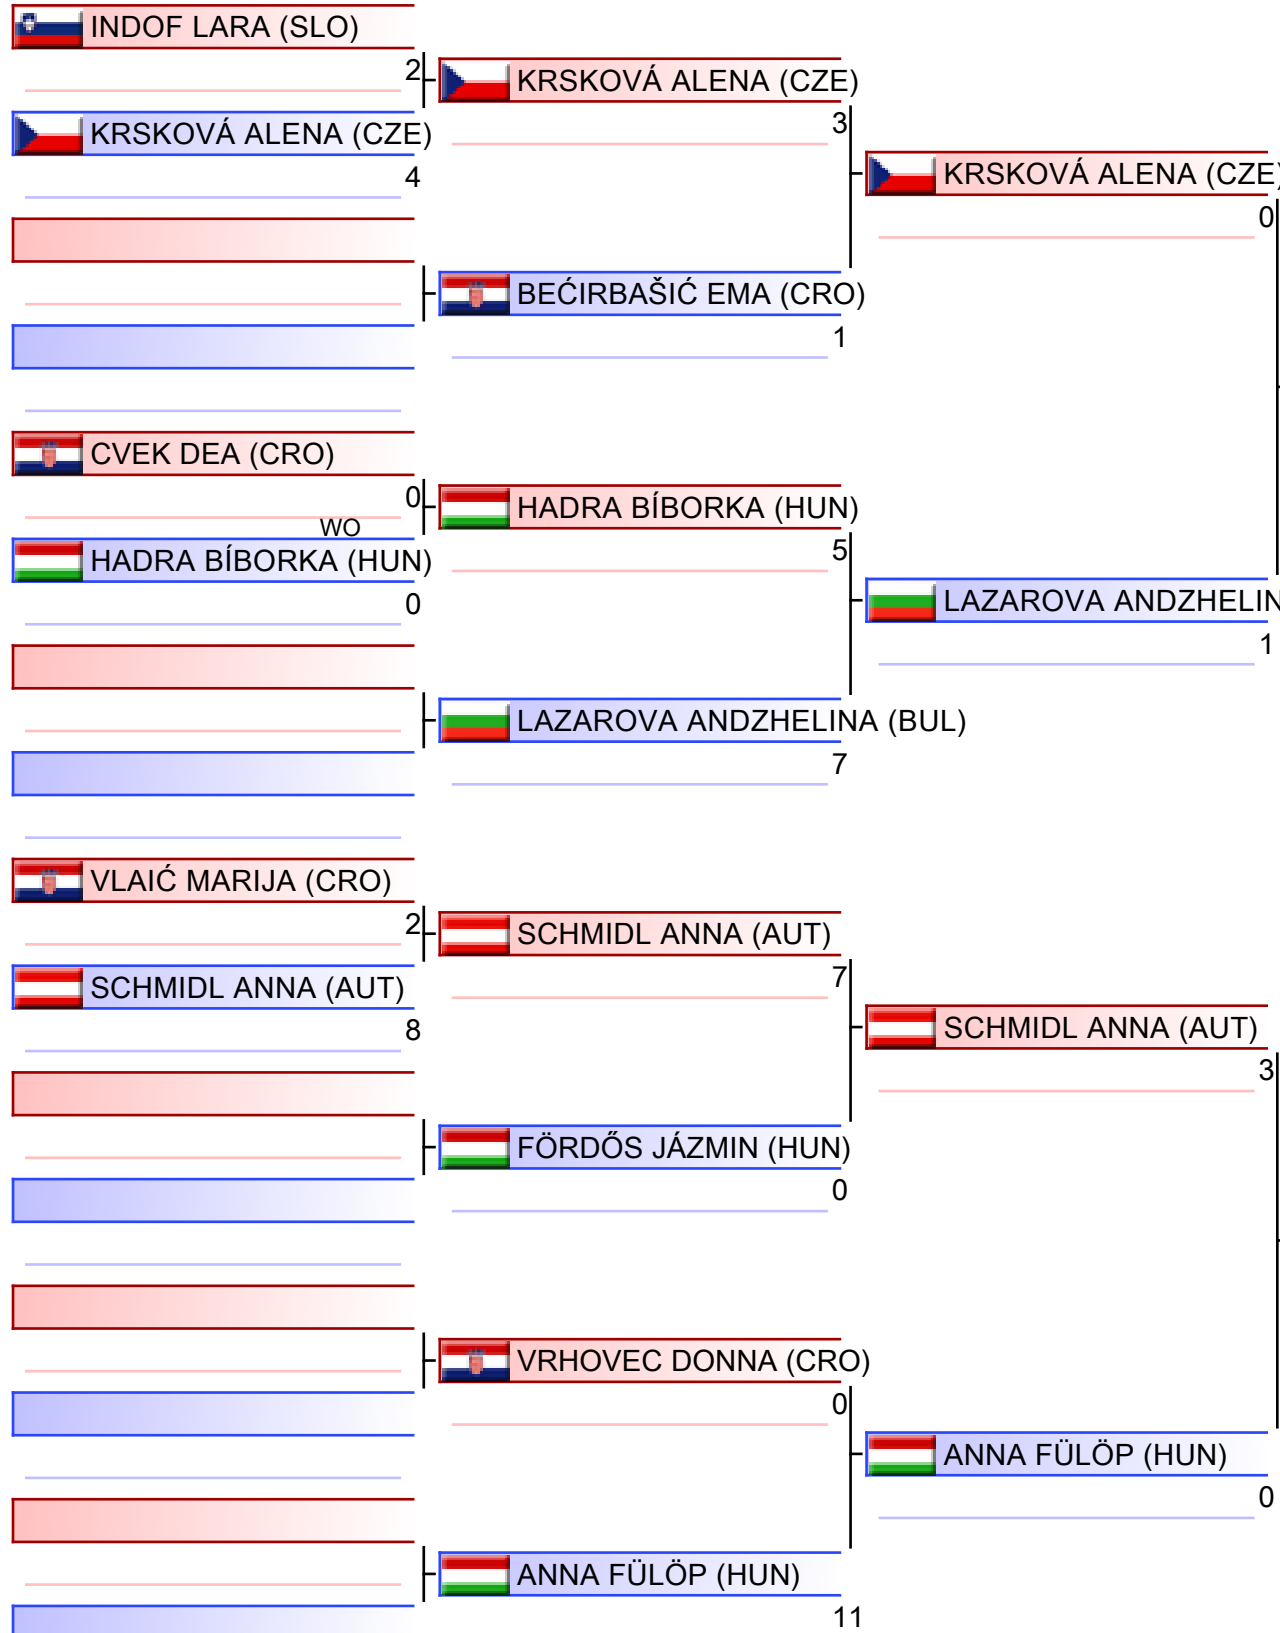 INDOF LARA (SLO)
2
KRSKOVÁ ALENA (CZE)
4
KRSKOVÁ ALENA (CZE)
3
BEĆIRBAŠIĆ EMA (CRO)
1
KRSKOVÁ ALENA (CZE)
0
CVEK DEA (CRO)
0
WO
HADRA BÍBORKA (HUN)
0
HADRA BÍBORKA (HUN)
5
LAZAROVA ANDZHELINA (BUL)
7
LAZAROVA ANDZHELIN
1
VLAIĆ MARIJA (CRO)
2
SCHMIDL ANNA (AUT)
8
SCHMIDL ANNA (AUT)
7
FÖRDŐS JÁZMIN (HUN)
0
SCHMIDL ANNA (AUT)
3
VRHOVEC DONNA (CRO)
0
ANNA FÜLÖP (HUN)
11
ANNA FÜLÖP (HUN)
0